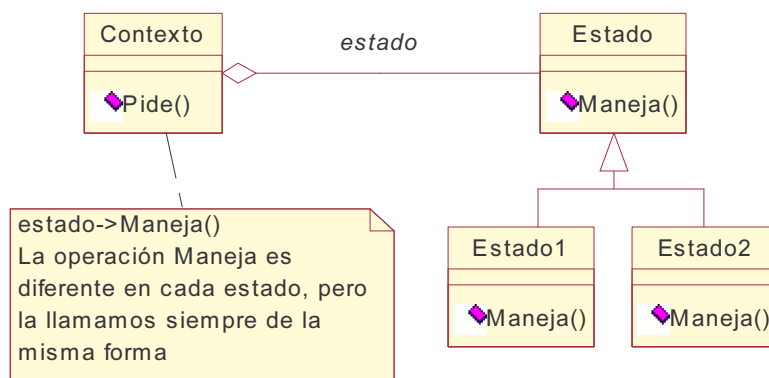 Contexto
Pide()
estado
Estado
Maneja()
estado->Maneja()
La operación Maneja es
diferente en cada estado, pero
la llamamos siempre de la
misma forma
Estado1
Maneja()
Estado2
Maneja()